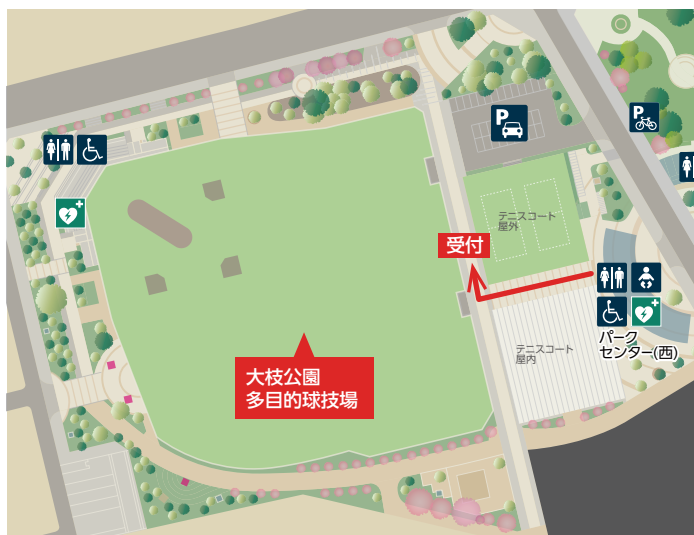 P
P
テニスコート
屋外
受付
パーク
センター(西)
テニスコート
屋内
大枝公園
多目的球技場